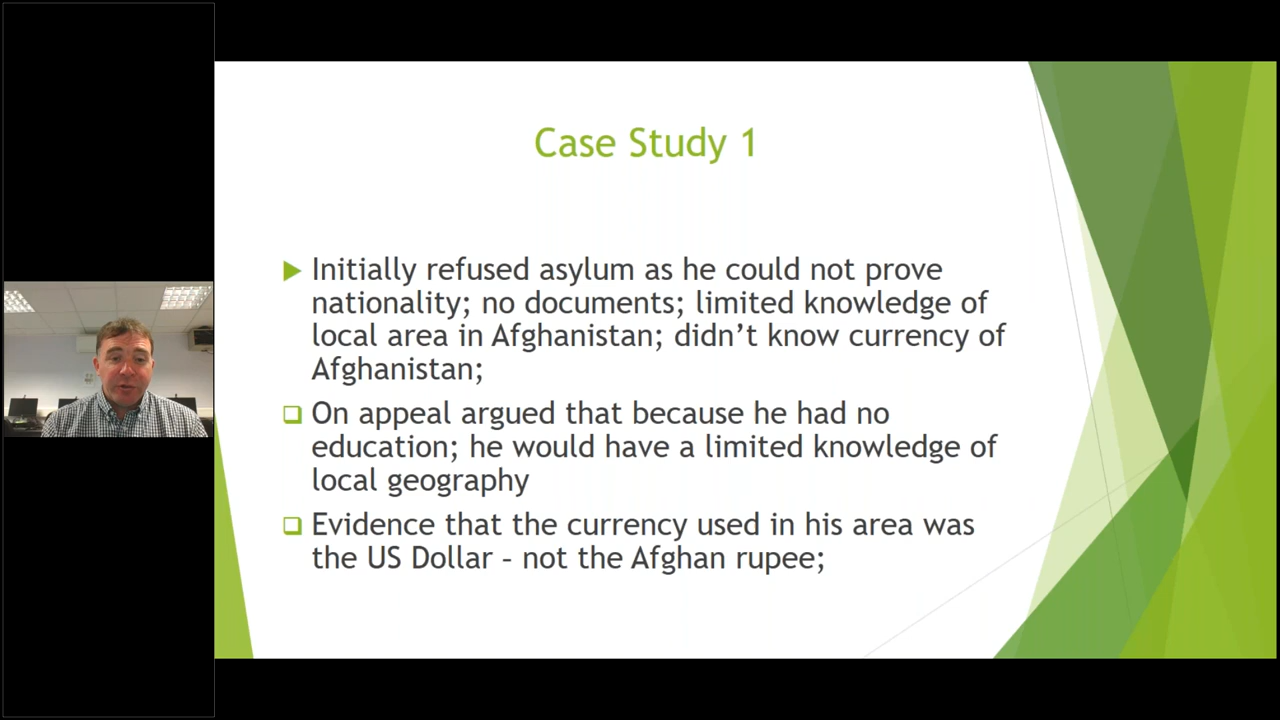 Case Study 1
Initially refused asylum as he could not prove
nationality; no documents; limited knowledge of
local area in Afghanistan; didn’t know currency of
Afghanistan;
On appeal argued that because he had no
education; he would have a limited knowledge of
local geography
Evidence that the currency used in his area was
the US Dollar – not the Afghan rupee;